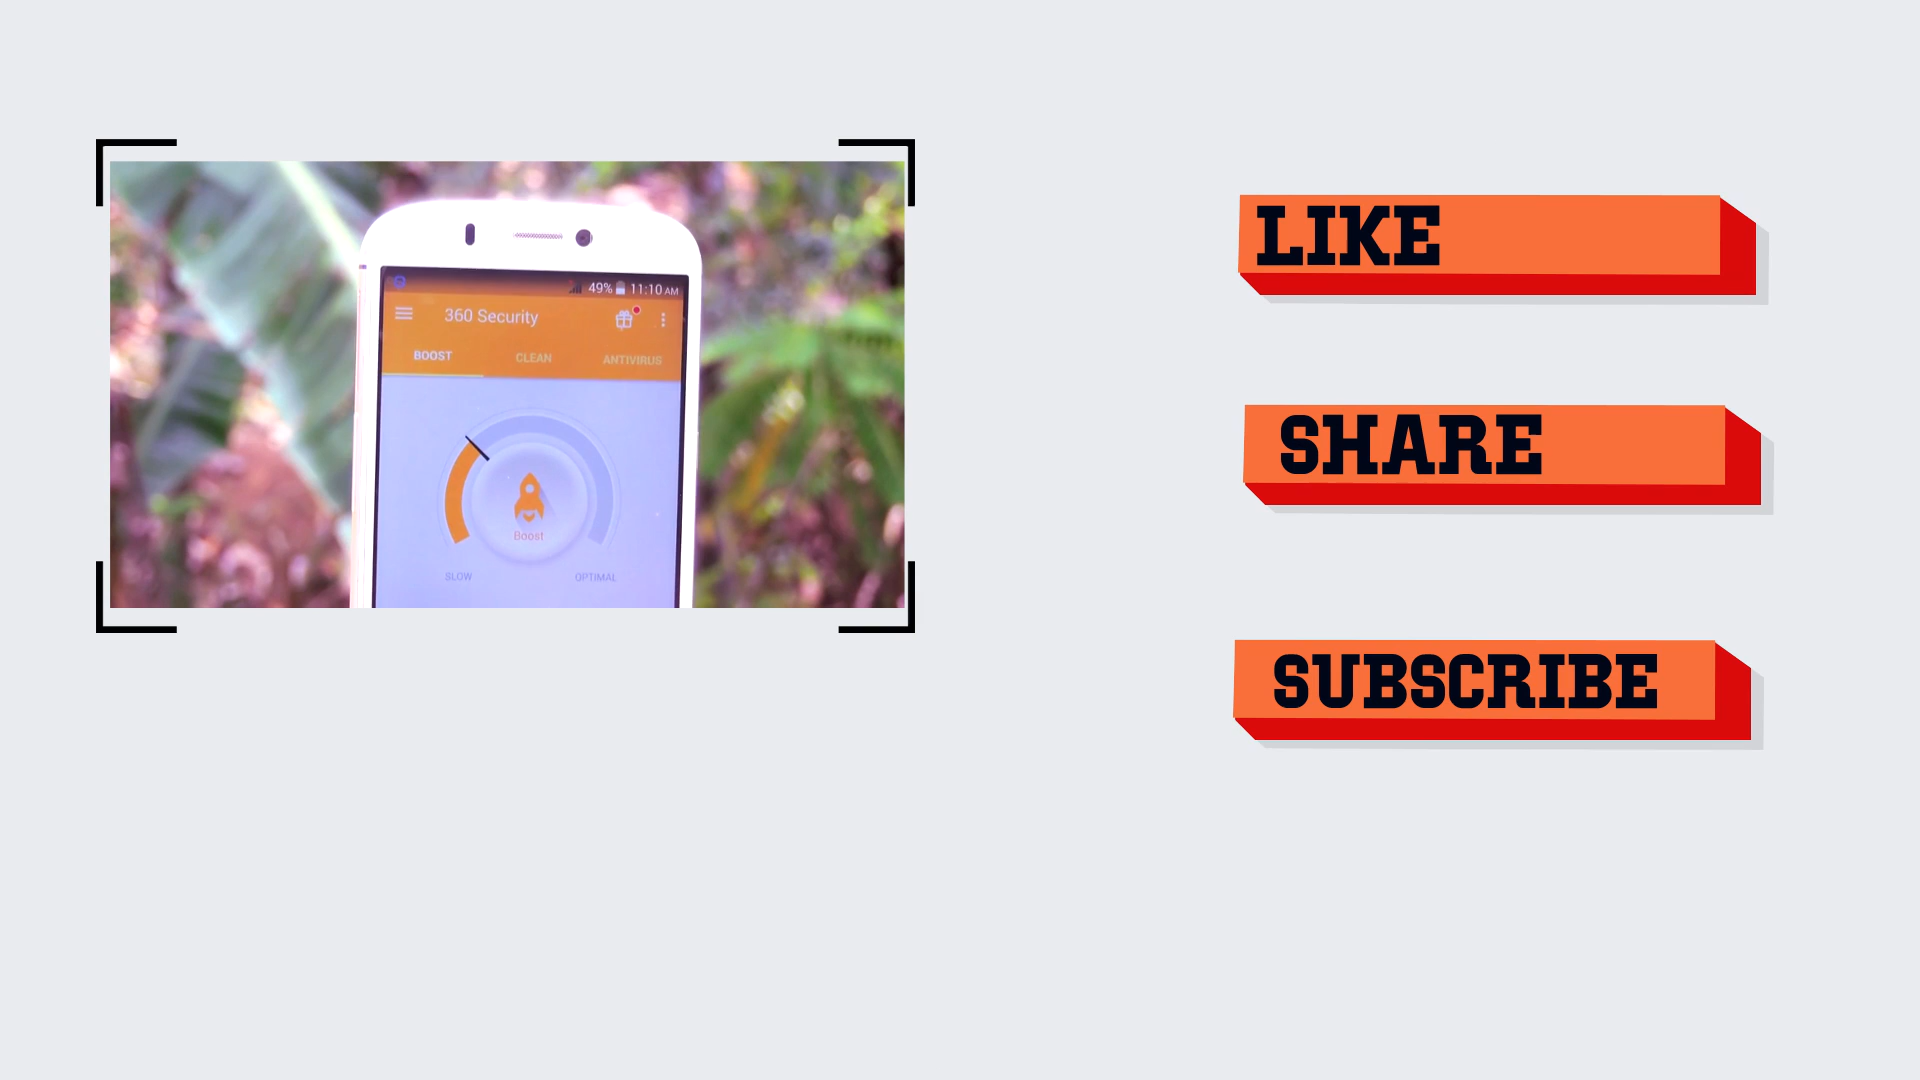 49% 11:10 AM
360 Security
BOOST CLEAN ANTIVIRUS
Boost
SLOW OPTIMAL
LIKE
SHARE
SUBSCRIBE